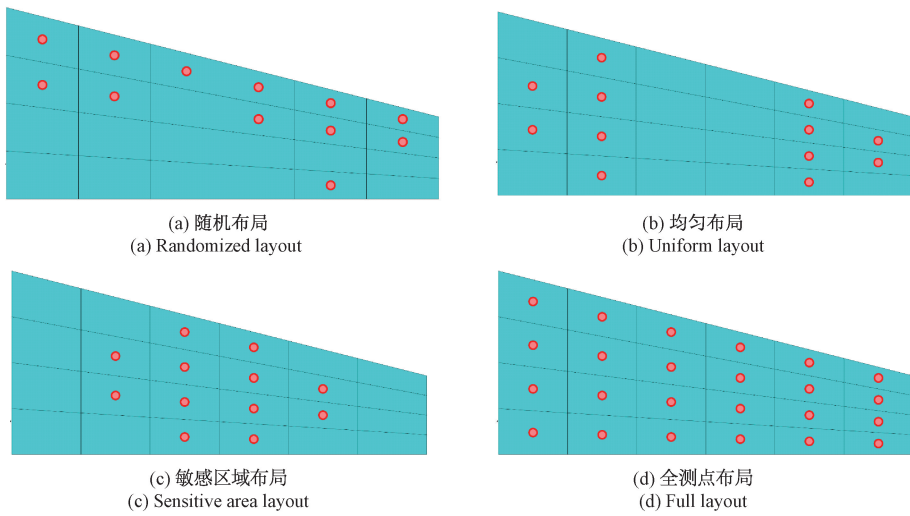 (a) 随机布局
(a) Randomized layout
(b) 均匀布局
(b) Uniform layout
(c) 敏感区域布局
(c) Sensitive area layout
(d) 全测点布局
(d) Full layout